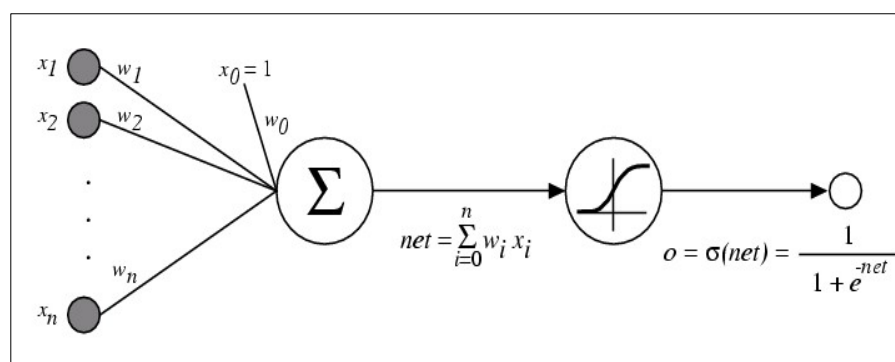 x1 w1 x0 = 1
x2 w2 w0
.
.
.
Σ
net = Σ i=0 n wi xi
wn
xn
o = σ(net) = 1 / 1 + e^-net